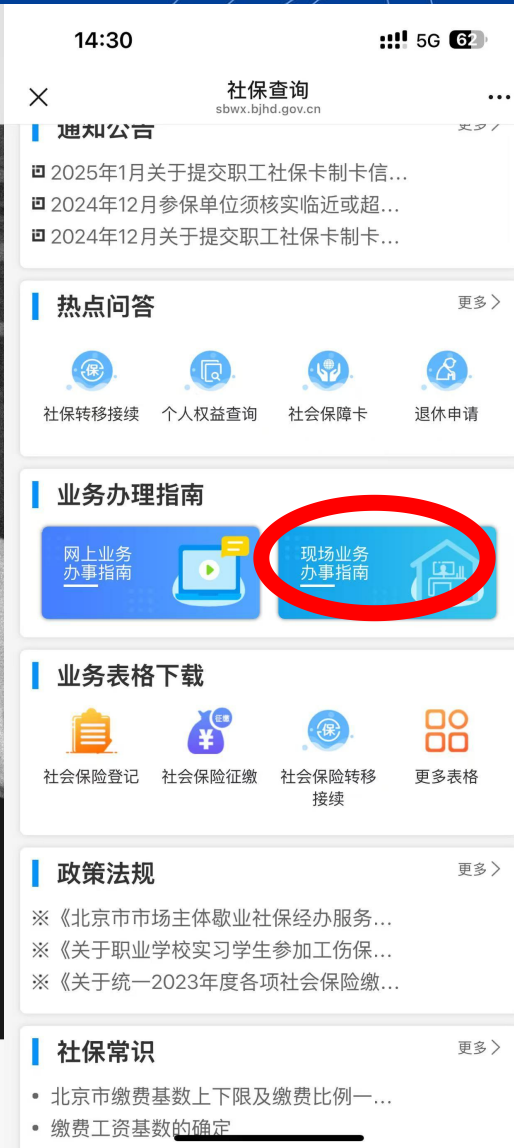 14:30
5G 62
社保查询
sbwx.bjhd.gov.cn
通知公告
更多
2025年1月关于提交职工社保卡制卡信...
2024年12月参保单位须核实临近或超...
2024年12月关于提交职工社保卡制卡...
热点问答
更多
保
社保转移接续 个人权益查询 社会保障卡 退休申请
业务办理指南
网上业务
办事指南
现场业务
办事指南
业务表格下载
征缴
保
社会保险登记 社会保险征缴 社会保险转移接续 更多表格
政策法规
更多
※《北京市市场主体歇业社保经办服务...
※《关于职业学校实习学生参加工伤保...
※《关于统一2023年度各项社会保险缴...
社保常识
更多
• 北京市缴费基数上下限及缴费比例一...
• 缴费工资基数的确定